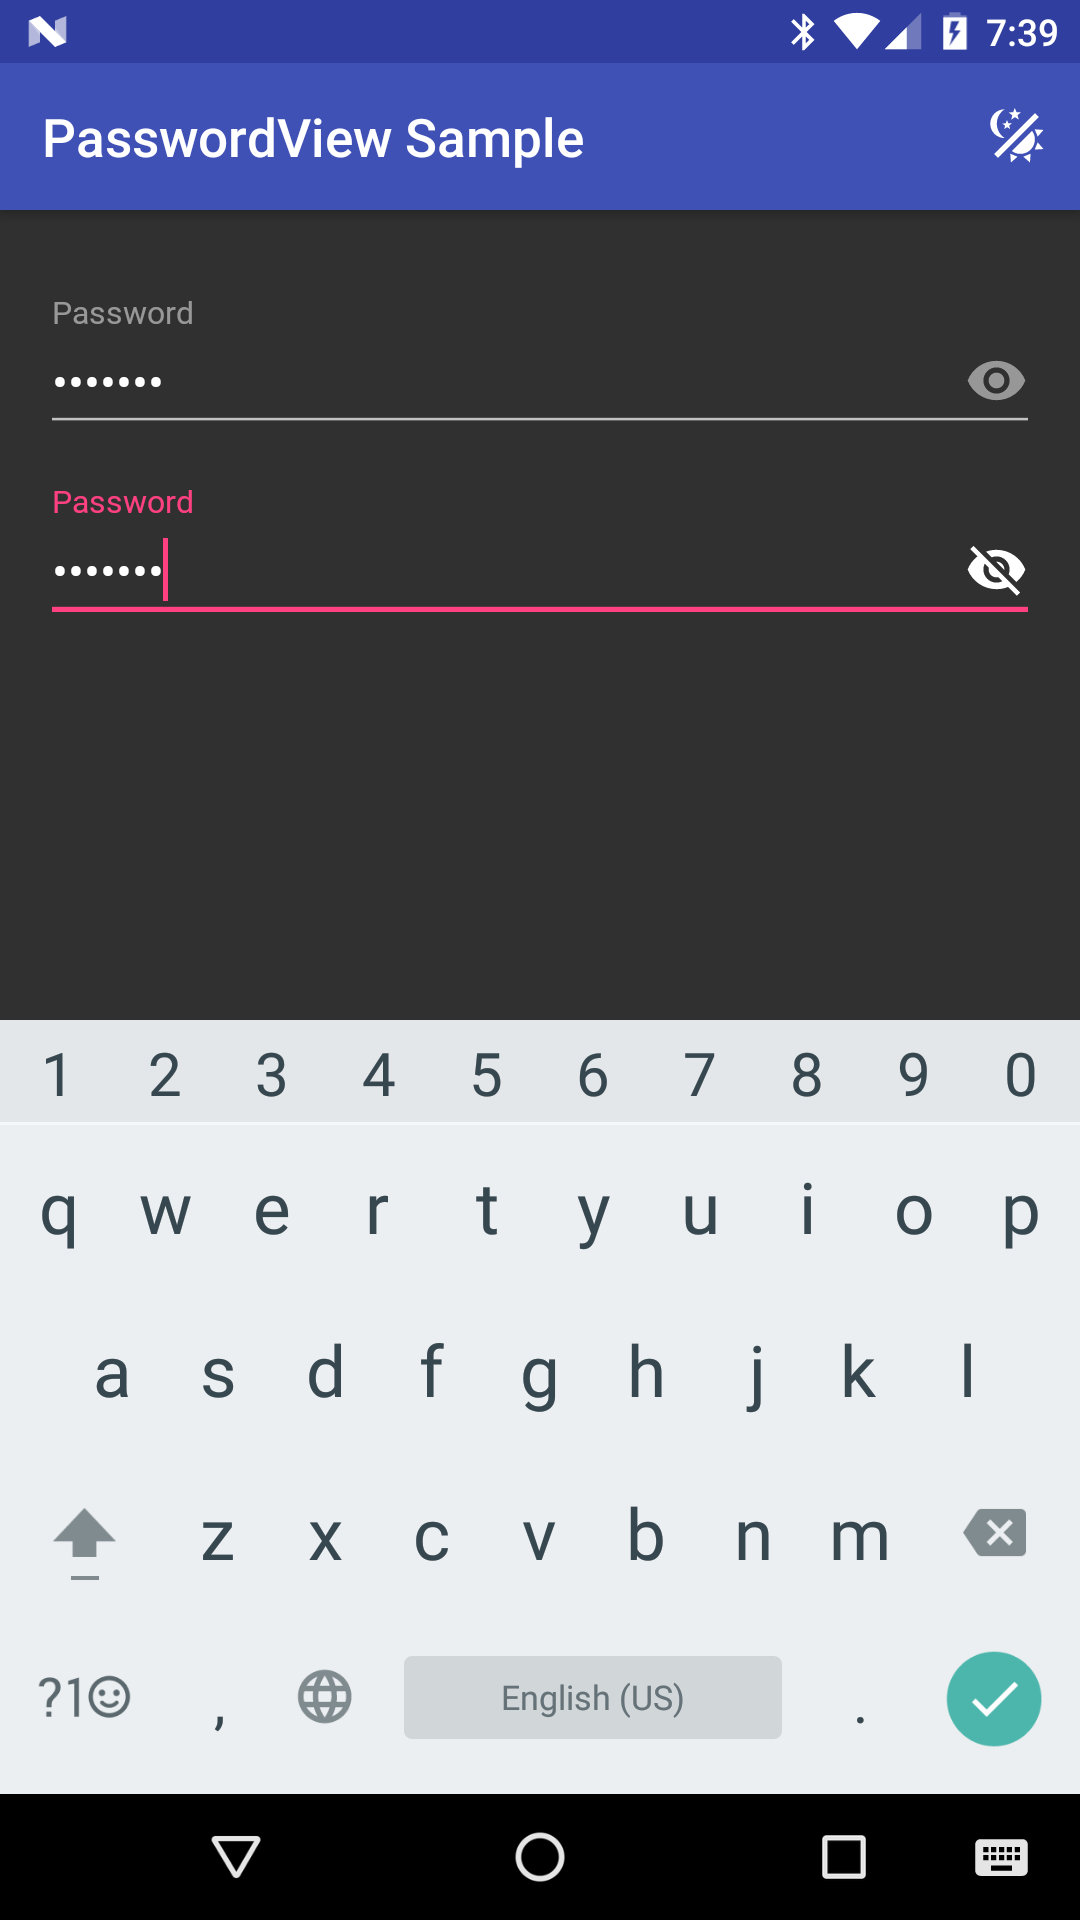 7:39
PasswordView Sample
Password
•••••••
Password
•••••••
1 2 3 4 5 6 7 8 9 0
q w e r t y u i o p
a s d f g h j k l
z x c v b n m
?1☺ , English (US) .